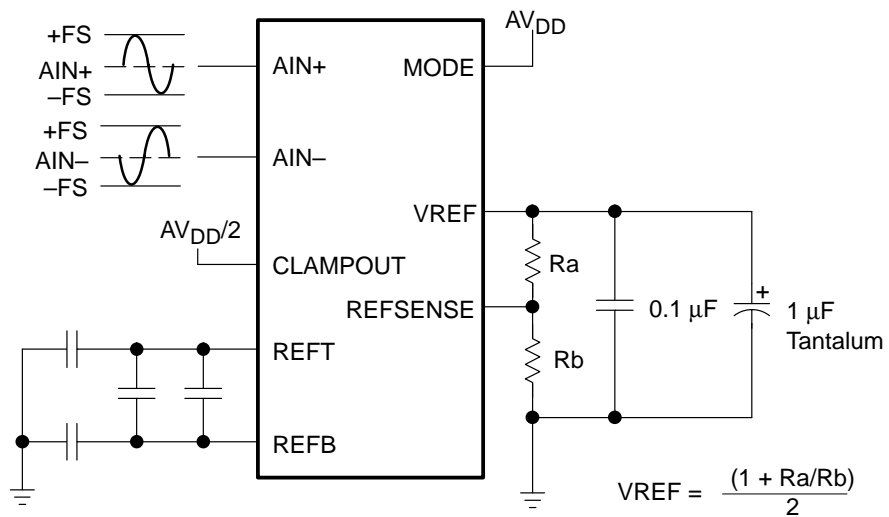 +FS
AIN+
–FS
+FS
AIN–
–FS
AVDD/2
AIN+
AIN–
CLAMPOUT
REFT
REFB
MODE
VREF
REFSENSE
AVDD
Ra
Rb
0.1 μF
+
1 μF
Tantalum
VREF = (1 + Ra/Rb)
2